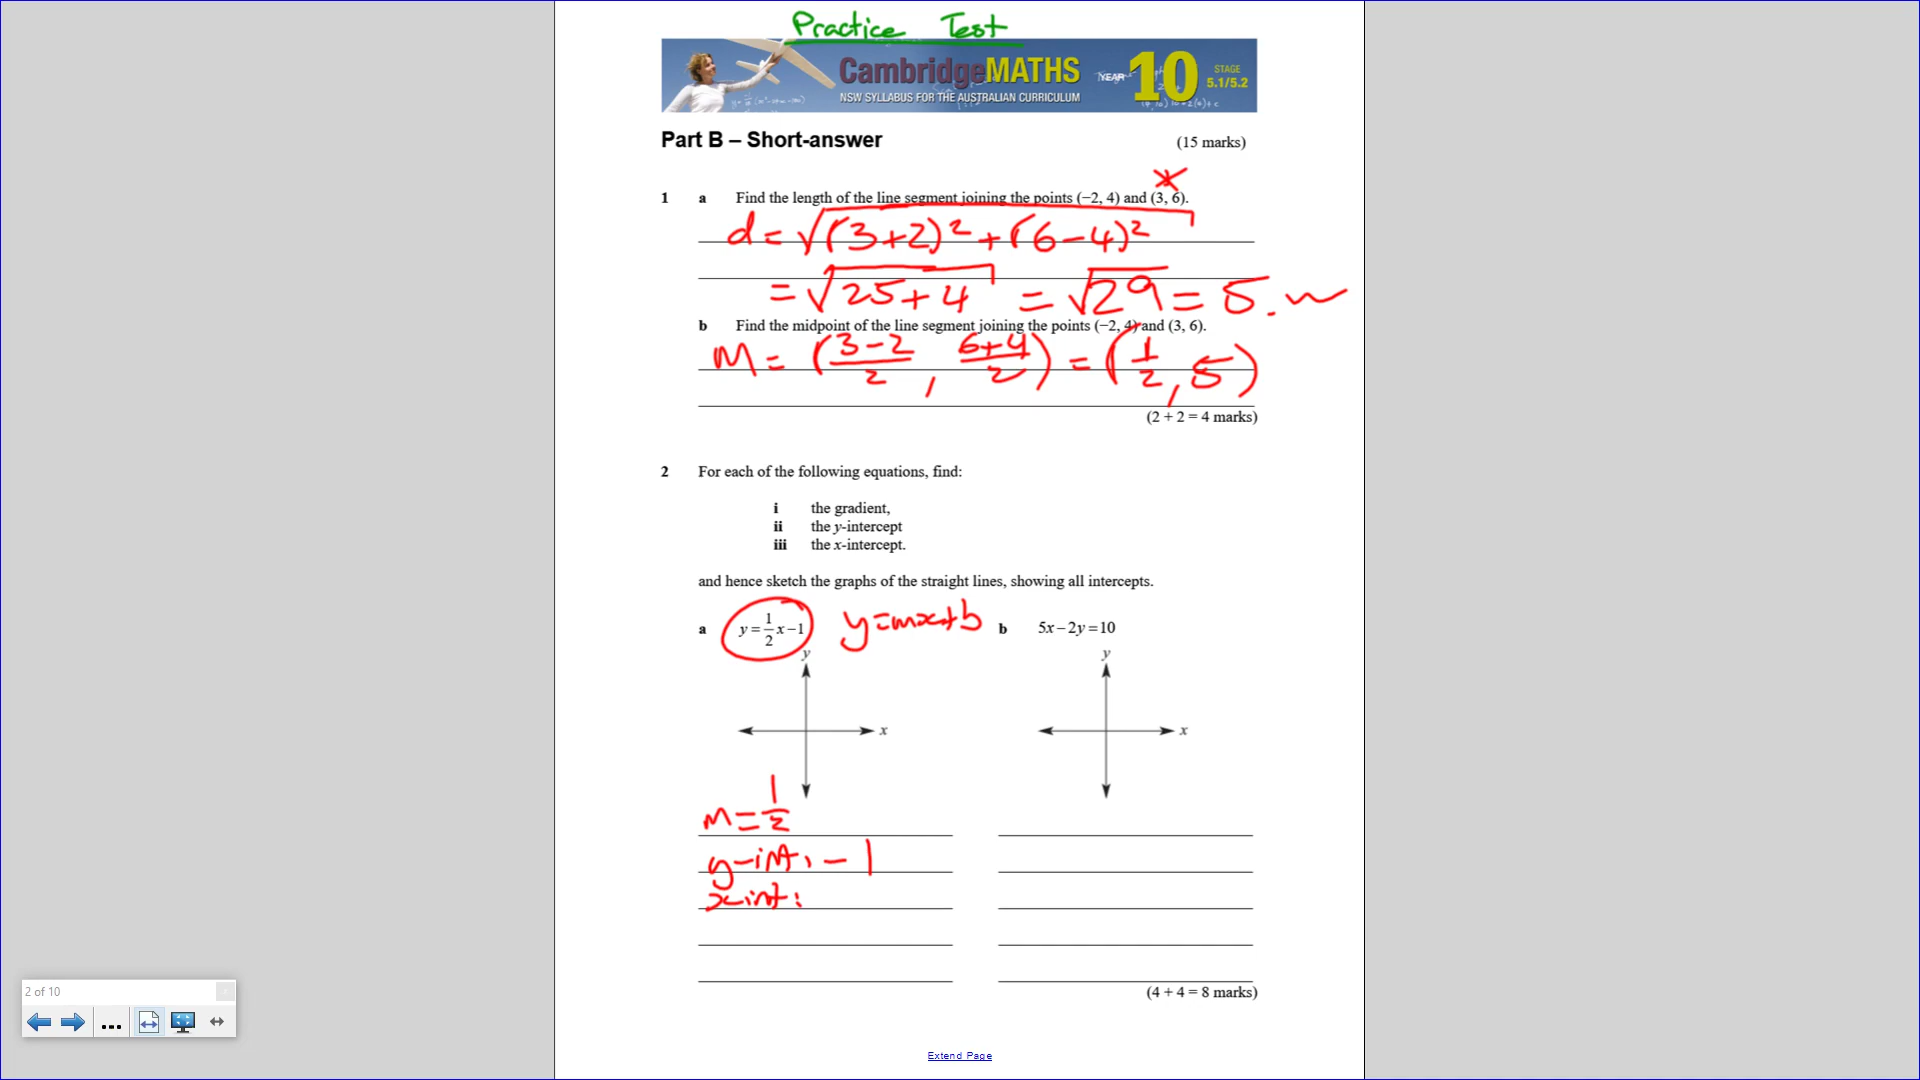 Practice Test
CambridgeMATHS YEAR 10 STAGE 5.1/5.2
NSW SYLLABUS FOR THE AUSTRALIAN CURRICULUM
Part B – Short-answer (15 marks)
1 a Find the length of the line segment joining the points (−2, 4) and (3, 6).
d = √(3+2)² + (6−4)²
= √25+4 = √29 = 5.
b Find the midpoint of the line segment joining the points (−2, 4) and (3, 6).
M = (3−2/2, 6+4/2) = (1/2, 5)
(2 + 2 = 4 marks)
2 For each of the following equations, find:
i the gradient,
ii the y-intercept
iii the x-intercept.
and hence sketch the graphs of the straight lines, showing all intercepts.
a y = 1/2 x − 1 y=mx+b b 5x − 2y = 10
y y
x x
m = 1/2
y-int: −1
x int:
(4 + 4 = 8 marks)
2 of 10
...
Extend Page